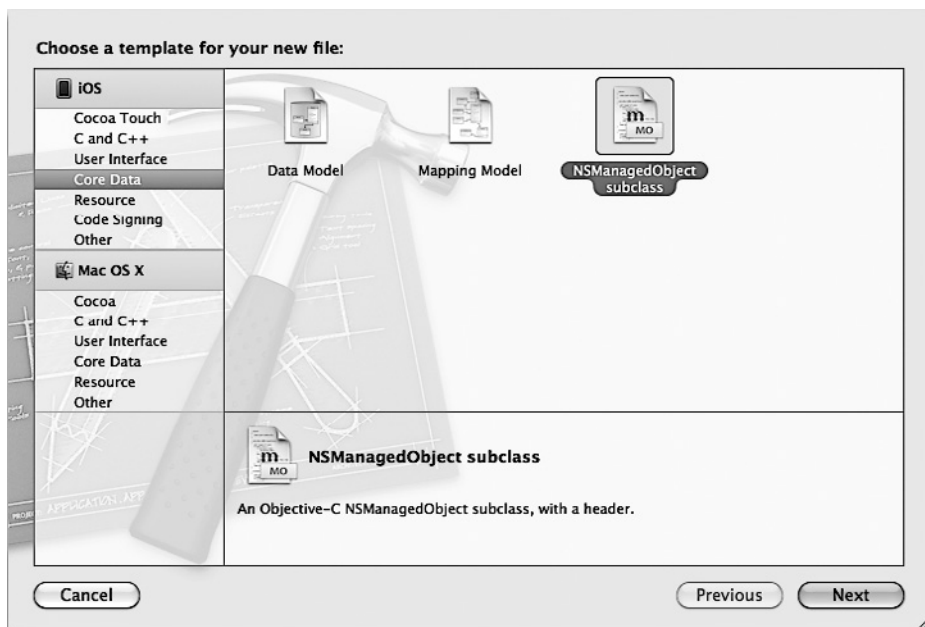 Choose a template for your new file:
iOS
Cocoa Touch
C and C++
User Interface
Core Data
Resource
Code Signing
Other
Mac OS X
Cocoa
C and C++
User Interface
Core Data
Resource
Other
Data Model
Mapping Model
m
MO
NSManagedObject
subclass
m
MO
NSManagedObject subclass
An Objective-C NSManagedObject subclass, with a header.
Cancel
Previous
Next